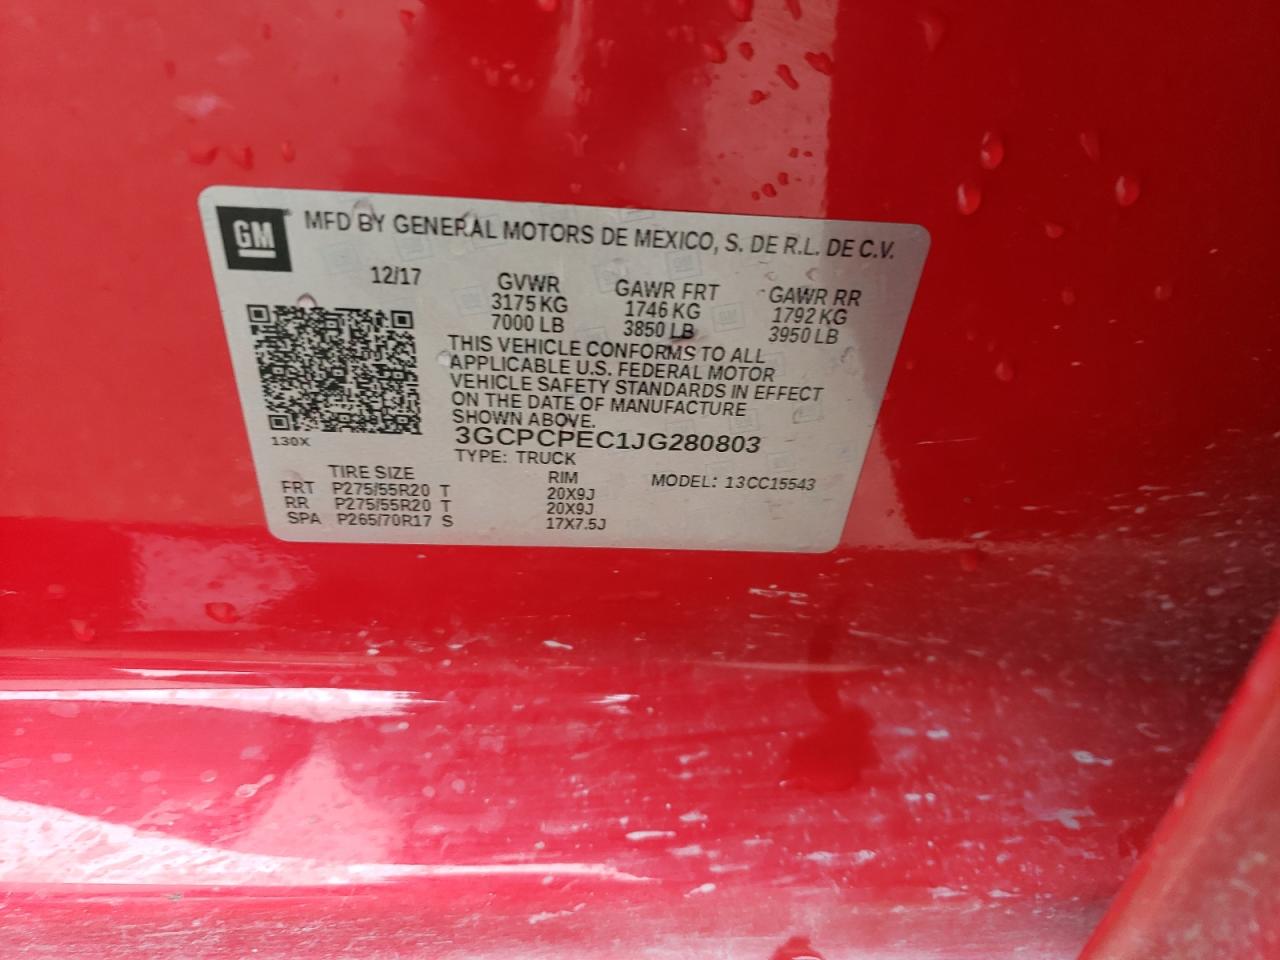 GM MFD BY GENERAL MOTORS DE MEXICO, S. DE R.L. DE C.V.
12/17 GVWR GAWR FRT GAWR RR
3175 KG 1746 KG 1792 KG
7000 LB 3850 LB 3950 LB
THIS VEHICLE CONFORMS TO ALL
APPLICABLE U.S. FEDERAL MOTOR
VEHICLE SAFETY STANDARDS IN EFFECT
ON THE DATE OF MANUFACTURE
SHOWN ABOVE.
130X 3GCPCPEC1JG280803
TYPE: TRUCK
TIRE SIZE RIM MODEL: 13CC15543
FRT P275/55R20 T 20X9J
RR P275/55R20 T 20X9J
SPA P265/70R17 S 17X7.5J